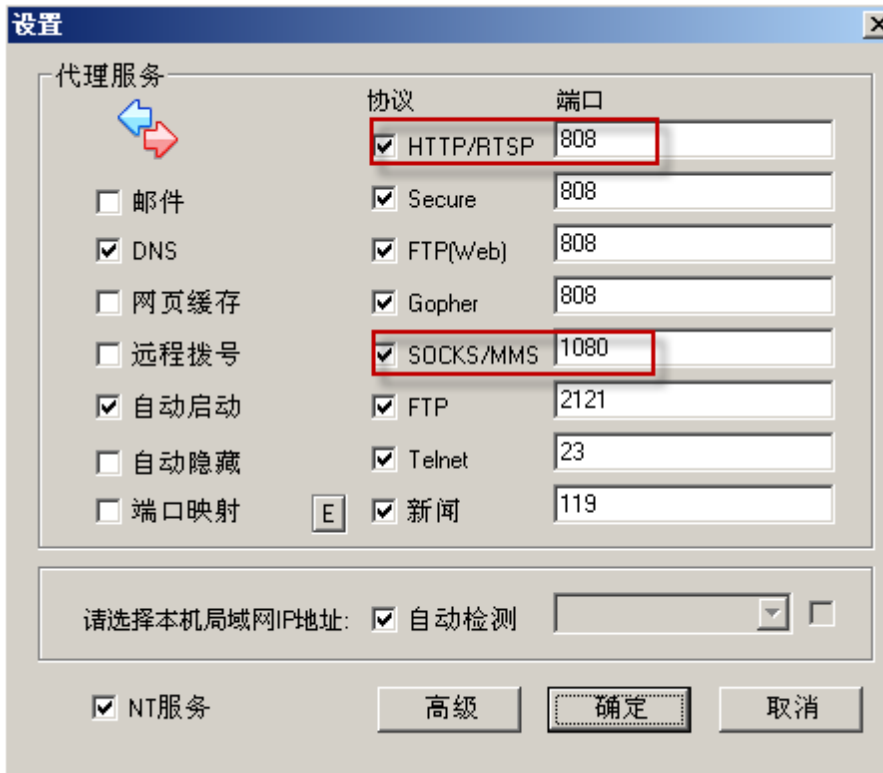 设置
代理服务
协议 端口
HTTP/RTSP 808
邮件 Secure 808
DNS FTP(Web) 808
网页缓存 Gopher 808
远程拨号 SOCKS/MMS 1080
自动启动 FTP 2121
自动隐藏 Telnet 23
端口映射 E 新闻 119
请选择本机局域网IP地址: 自动检测
NT服务 高级 确定 取消